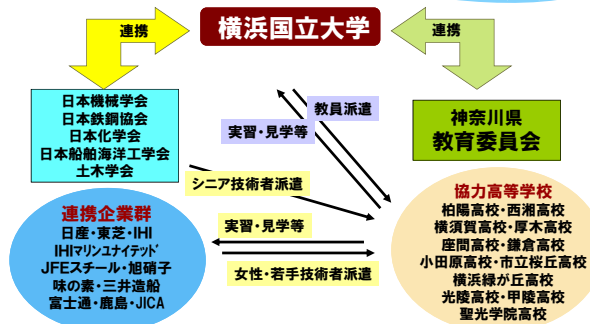 連携
横浜国立大学
連携
日本機械学会
日本鉄鋼協会
日本化学会
日本船舶海洋工学会
土木学会
教員派遣
実習・見学等
神奈川県
教育委員会
シニア技術者派遣
連携企業群
日産・東芝・IHI
IHIマリンユナイテッド
JFEスチール・旭硝子
味の素・三井造船
富士通・鹿島・JICA
実習・見学等
女性・若手技術者派遣
協力高等学校
柏陽高校・西湘高校
横須賀高校・厚木高校
座間高校・鎌倉高校
小田原高校・市立桜丘高校
横浜緑が丘高校
光陵高校・甲陵高校
聖光学院高校